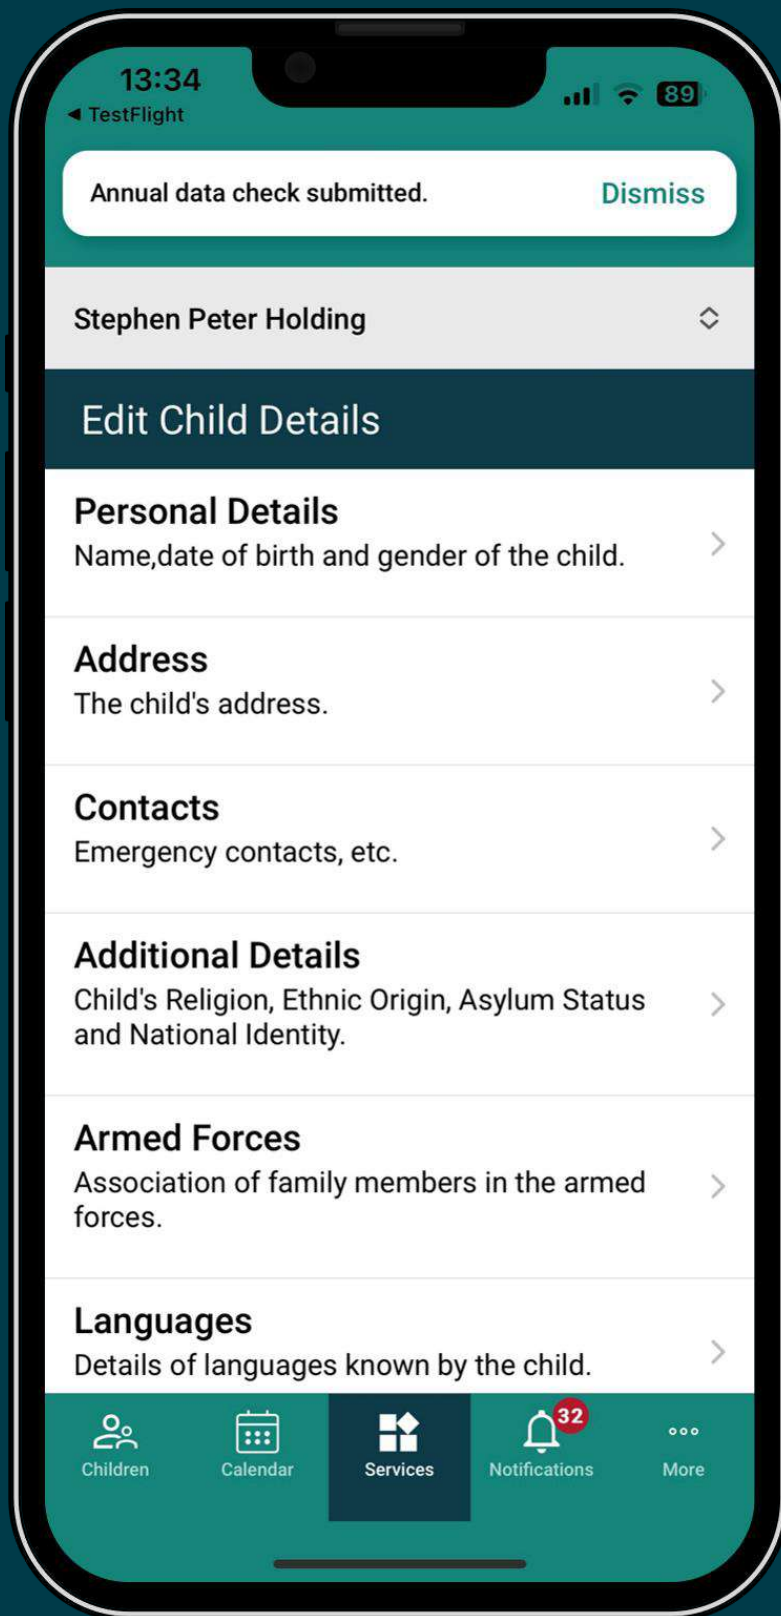 13:34
◀ TestFlight
89
Annual data check submitted.
Dismiss
Stephen Peter Holding
Edit Child Details
Personal Details
Name,date of birth and gender of the child.
Address
The child's address.
Contacts
Emergency contacts, etc.
Additional Details
Child's Religion, Ethnic Origin, Asylum Status
and National Identity.
Armed Forces
Association of family members in the armed
forces.
Languages
Details of languages known by the child.
32
Children
Calendar
Services
Notifications
More